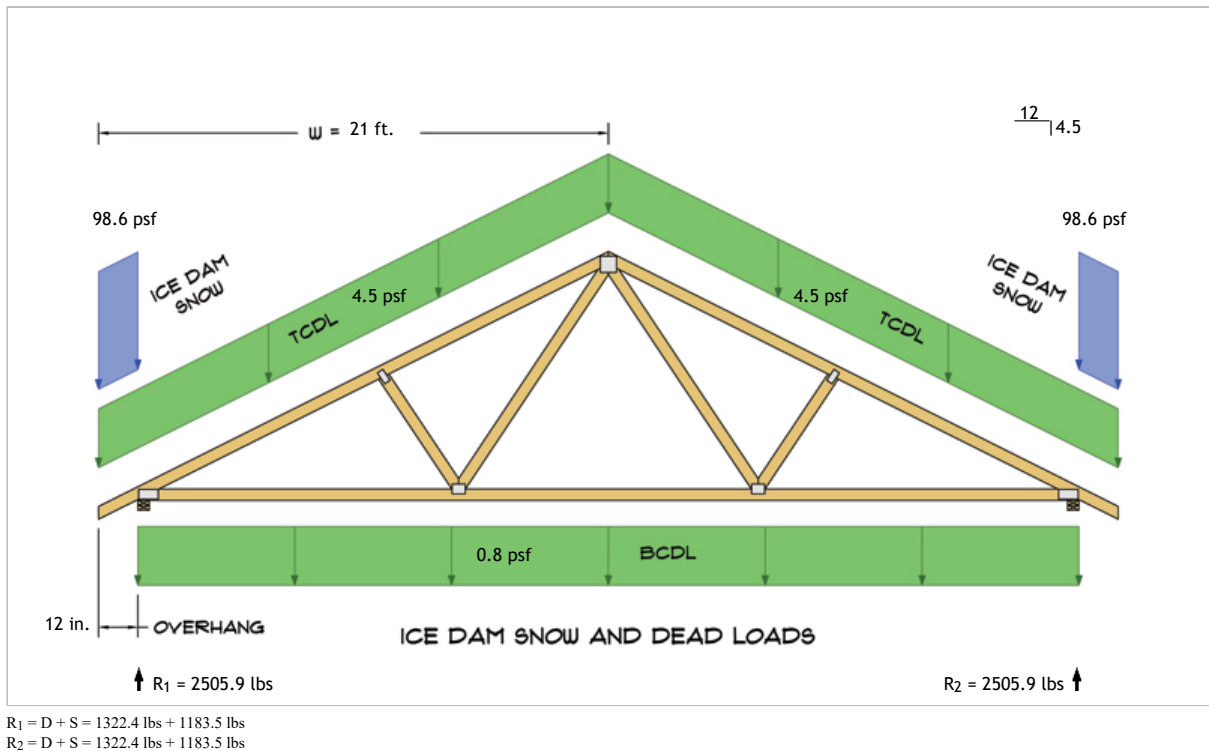 W = 21 ft.
12
4.5
98.6 psf
98.6 psf
ICE DAM
SNOW
ICE DAM
SNOW
4.5 psf
4.5 psf
TCDL
TCDL
0.8 psf
BCDL
12 in.
OVERHANG
ICE DAM SNOW AND DEAD LOADS
R1 = 2505.9 lbs
R2 = 2505.9 lbs
R1 = D + S = 1322.4 lbs + 1183.5 lbs
R2 = D + S = 1322.4 lbs + 1183.5 lbs